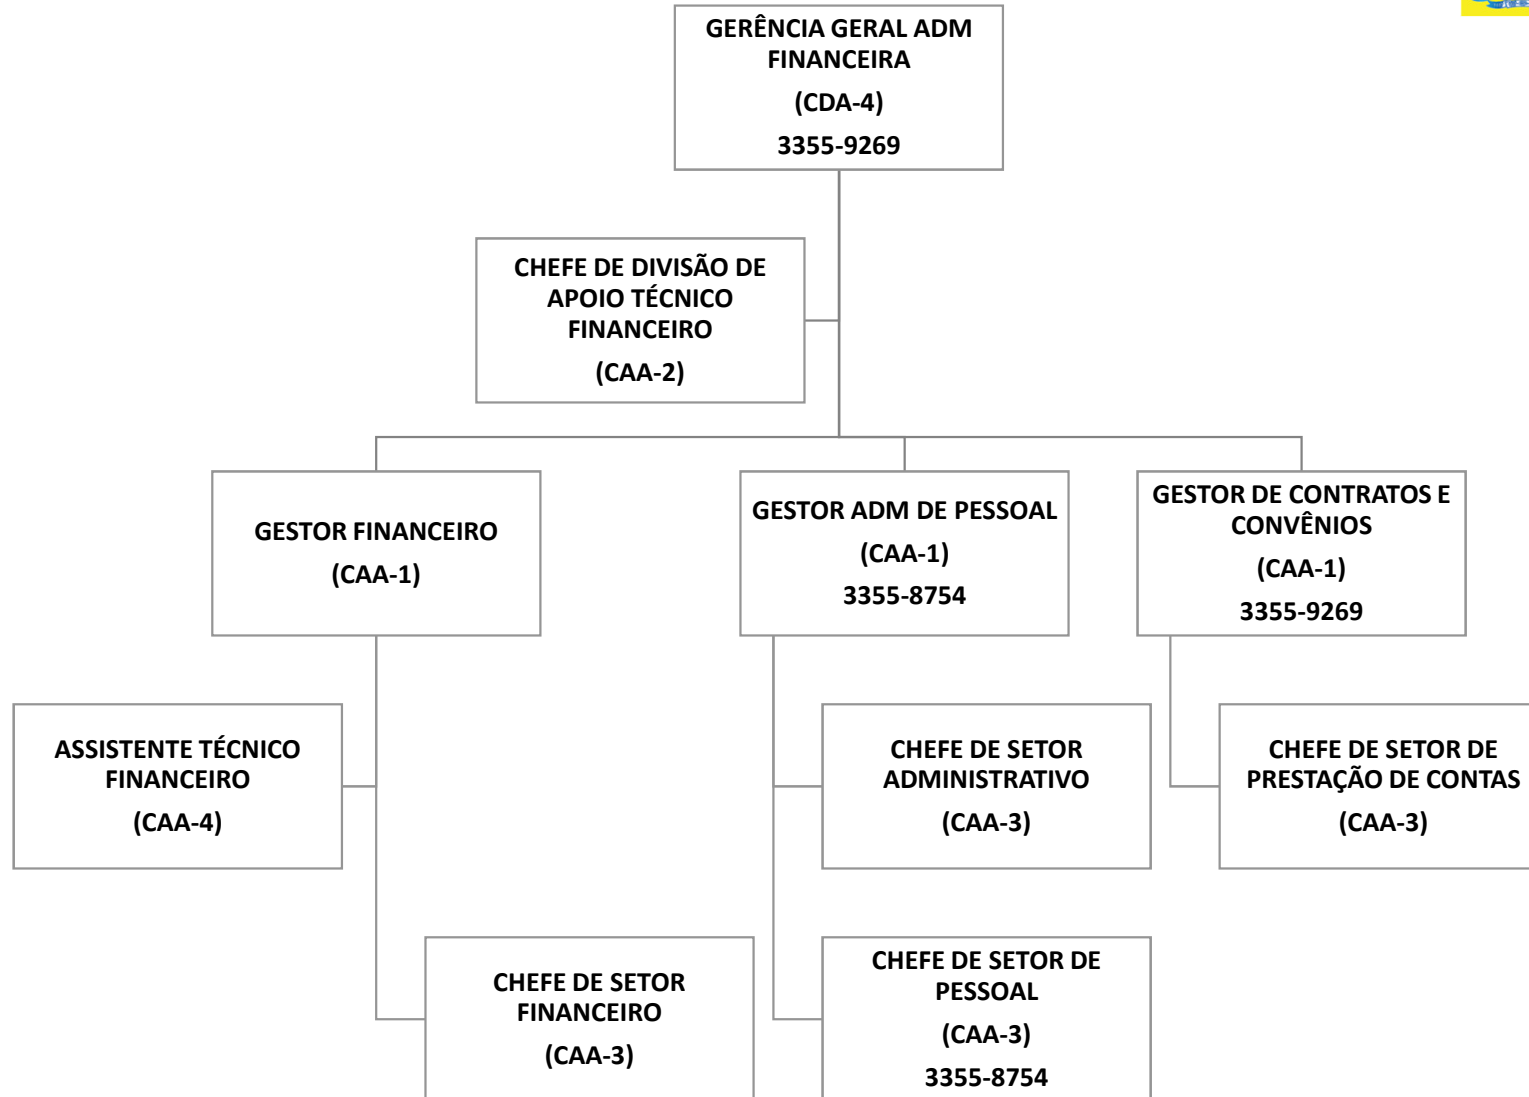 GERÊNCIA GERAL ADM
FINANCEIRA
(CDA-4)
3355-9269
CHEFE DE DIVISÃO DE
APOIO TÉCNICO
FINANCEIRO
(CAA-2)
GESTOR FINANCEIRO
(CAA-1)
GESTOR ADM DE PESSOAL
(CAA-1)
3355-8754
GESTOR DE CONTRATOS E
CONVÊNIOS
(CAA-1)
3355-9269
ASSISTENTE TÉCNICO
FINANCEIRO
(CAA-4)
CHEFE DE SETOR
ADMINISTRATIVO
(CAA-3)
CHEFE DE SETOR DE
PRESTAÇÃO DE CONTAS
(CAA-3)
CHEFE DE SETOR
FINANCEIRO
(CAA-3)
CHEFE DE SETOR DE
PESSOAL
(CAA-3)
3355-8754